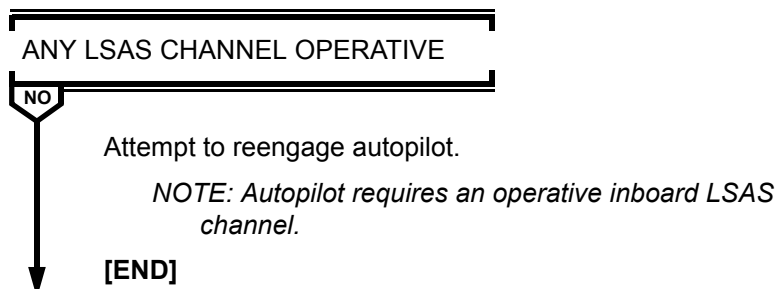 ANY LSAS CHANNEL OPERATIVE
NO
Attempt to reengage autopilot.
NOTE: Autopilot requires an operative inboard LSAS
channel.
[END]